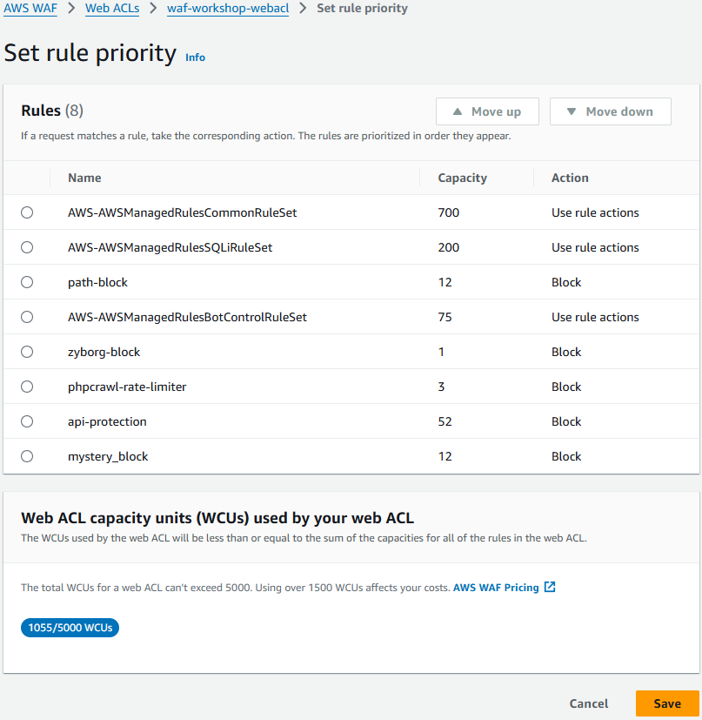 AWS WAF > Web ACLs > waf-workshop-webacl > Set rule priority
Set rule priority Info
Rules (8)
Move up
Move down
If a request matches a rule, take the corresponding action. The rules are prioritized in order they appear.
Name Capacity Action
AWS-AWSManagedRulesCommonRuleSet 700 Use rule actions
AWS-AWSManagedRulesSQLiRuleSet 200 Use rule actions
path-block 12 Block
AWS-AWSManagedRulesBotControlRuleSet 75 Use rule actions
zyborg-block 1 Block
phpcrawl-rate-limiter 3 Block
api-protection 52 Block
mystery_block 12 Block
Web ACL capacity units (WCUs) used by your web ACL
The WCUs used by the web ACL will be less than or equal to the sum of the capacities for all of the rules in the web ACL.
The total WCUs for a web ACL can't exceed 5000. Using over 1500 WCUs affects your costs. AWS WAF Pricing
1055/5000 WCUs
Cancel Save